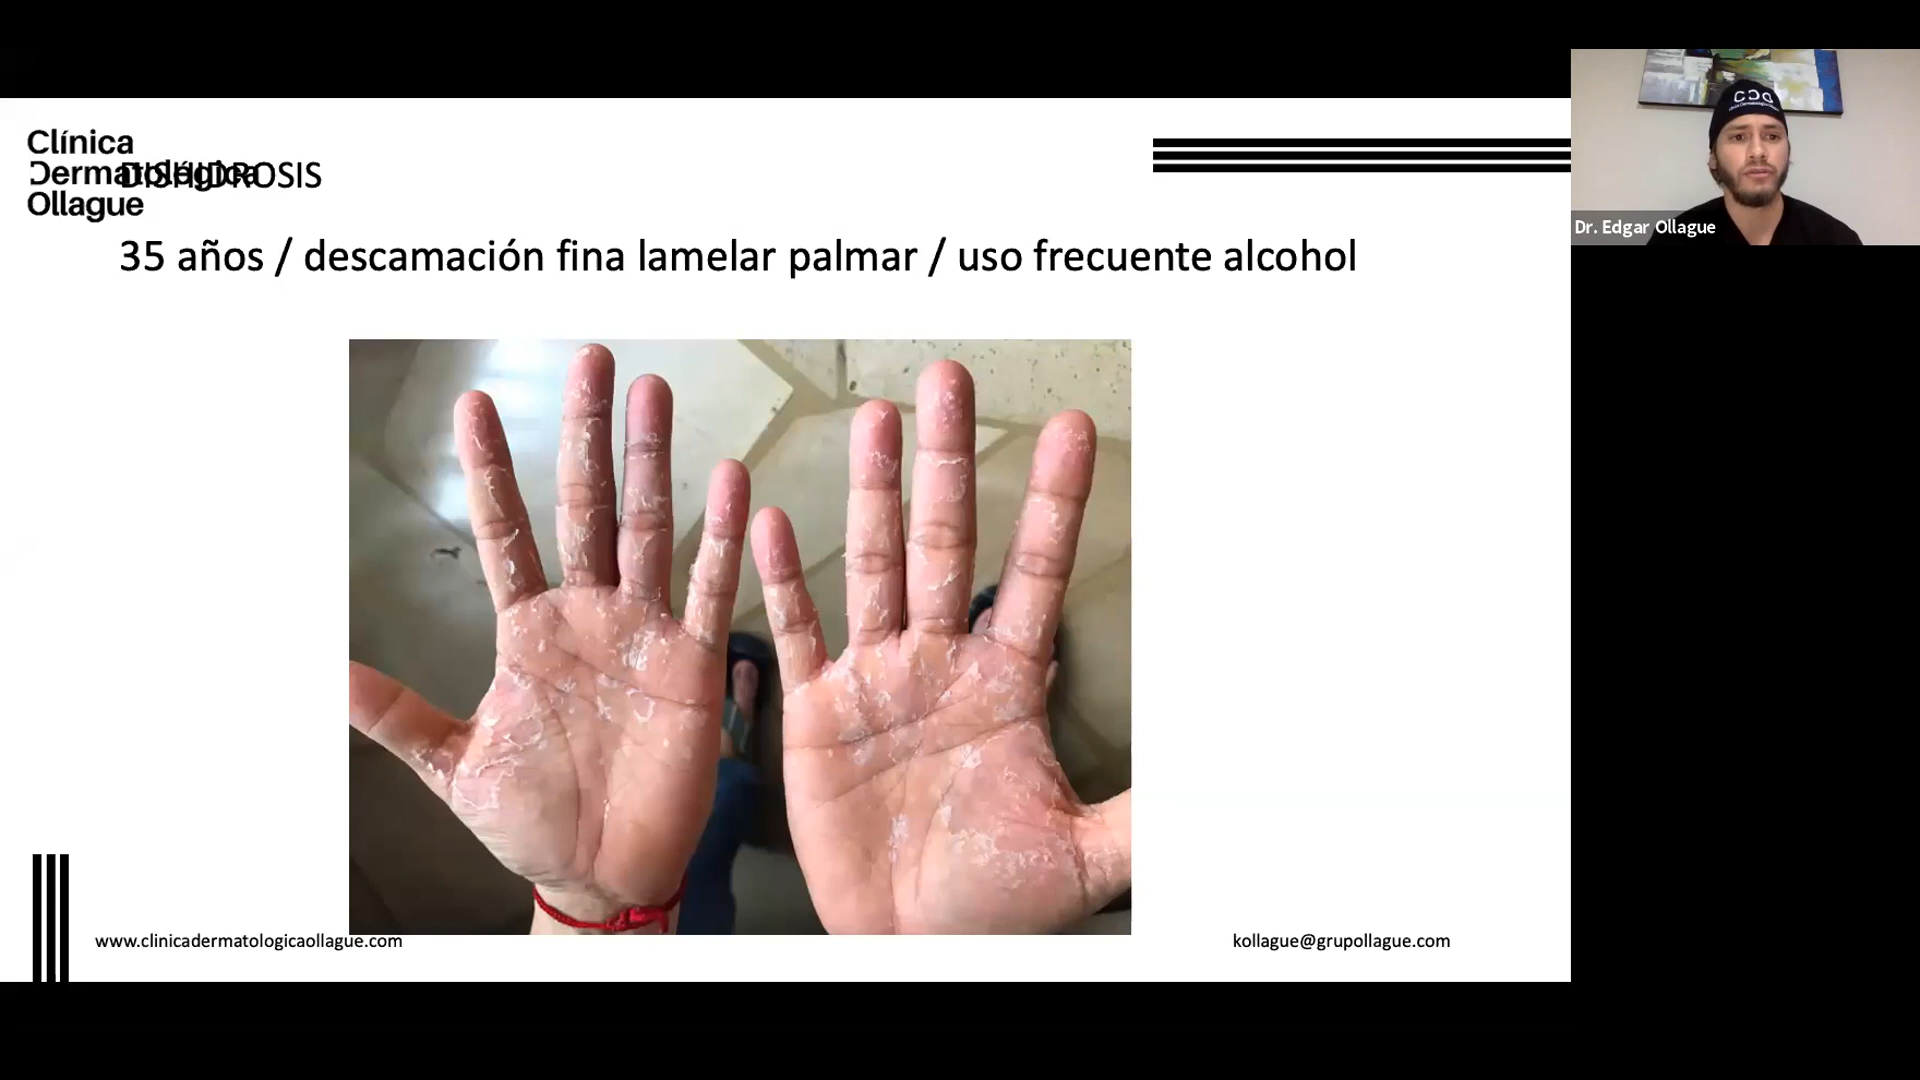 Clínica
Dermatológica
Ollague
DISHIDROSIS
35 años / descamación fina lamelar palmar / uso frecuente alcohol
Dr. Edgar Ollague
www.clinicadermatologicaollague.com
kollague@grupollague.com